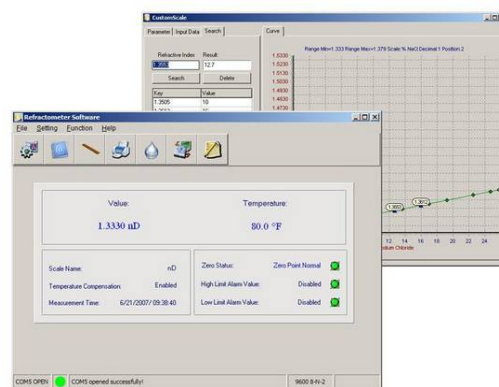 CustomScale
Parameter Input Data Search Curve
Refractive Index Result:
12.7
Search Delete
Key Value
1.3505 10
Range Min=1.333 Range Max=1.379 Scale:% NaCl Decimal:1 Position:2
1.5330
1.5230
1.5130
1.5030
1.4930
1.4830
1.4730
12 14 16 18 20 22 24
dium Chloride
Refractometer Software
File Setting Function Help
Value: Temperature:
1.3330 nD 80.0 °F
Scale Name: nD
Temperature Compensation: Enabled
Measurement Time: 6/21/2007/ 09:38:40
Zero Status: Zero Point Normal
High Limit Alarm Value: Disabled
Low Limit Alarm Value: Disabled
COM5 OPEN COM5 opened successfully! 9600 8-N-2